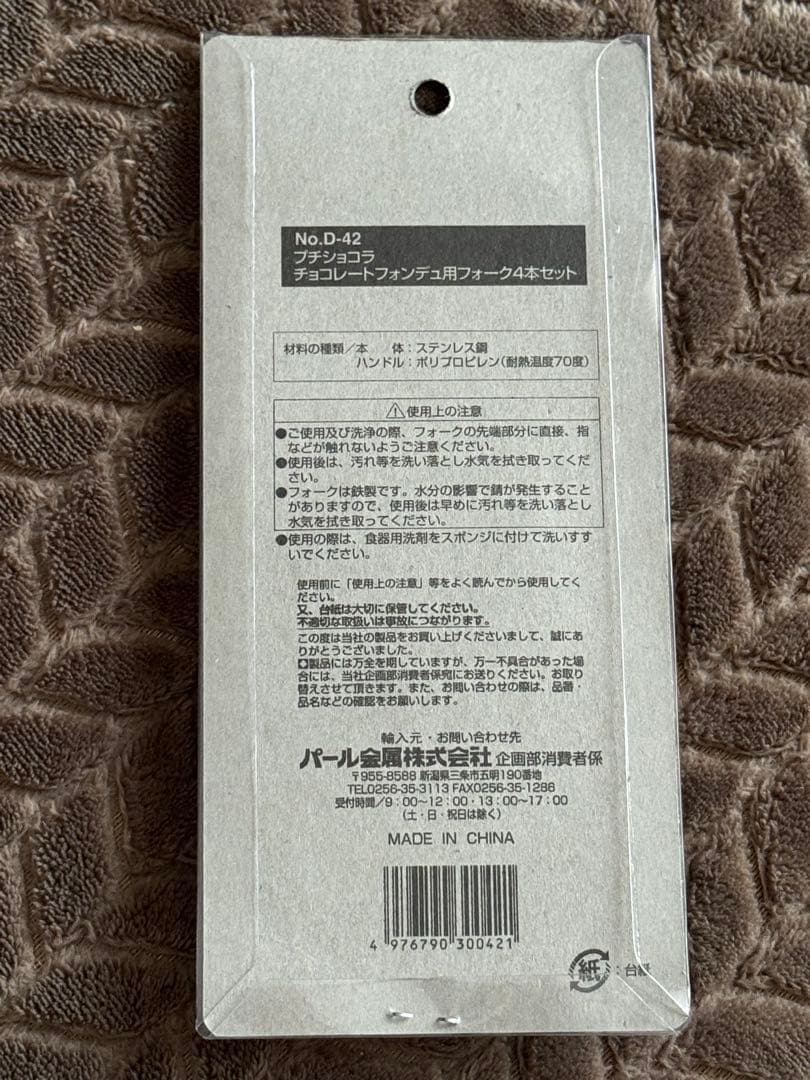 No.D-42
プチショコラ
チョコレートフォンデュ用フォーク4本セット
材料の種類／本　　体：ステンレス鋼
ハンドル：ポリプロピレン（耐熱温度70度）
⚠使用上の注意
●ご使用及び洗浄の際、フォークの先端部分に直接、指
などが触れないようご注意ください。
●使用後は、汚れ等を洗い落とし水気を拭き取ってくだ
さい。
●フォークは鉄製です。水分の影響で錆が発生すること
がありますので、使用後は早めに汚れ等を洗い落とし
水気を拭き取ってください。
●使用の際は、食器用洗剤をスポンジに付けて洗いすす
いでください。
使用前に「使用上の注意」等をよく読んでから使用してく
ださい。
又、台紙は大切に保管してください。
不適切な取扱いは事故につながります。
この度は当社の製品をお買い上げくださいまして、誠にあ
りがとうございました。
✪製品には万全を期していますが、万一不具合があった場
合には、当社企画部消費者係宛にお送りください。お取り
替えさせて頂きます。また、お問い合わせの際は、品番・
品名などの確認をお願いします。
輸入元・お問い合わせ先
パール金属株式会社 企画部消費者係
〒955-8588 新潟県三条市五明190番地
TEL0256-35-3113 FAX0256-35-1286
受付時間／9：00〜12：00・13：00〜17：00
（土・日・祝日は除く）
MADE IN CHINA
4 976790 300421
紙：台紙